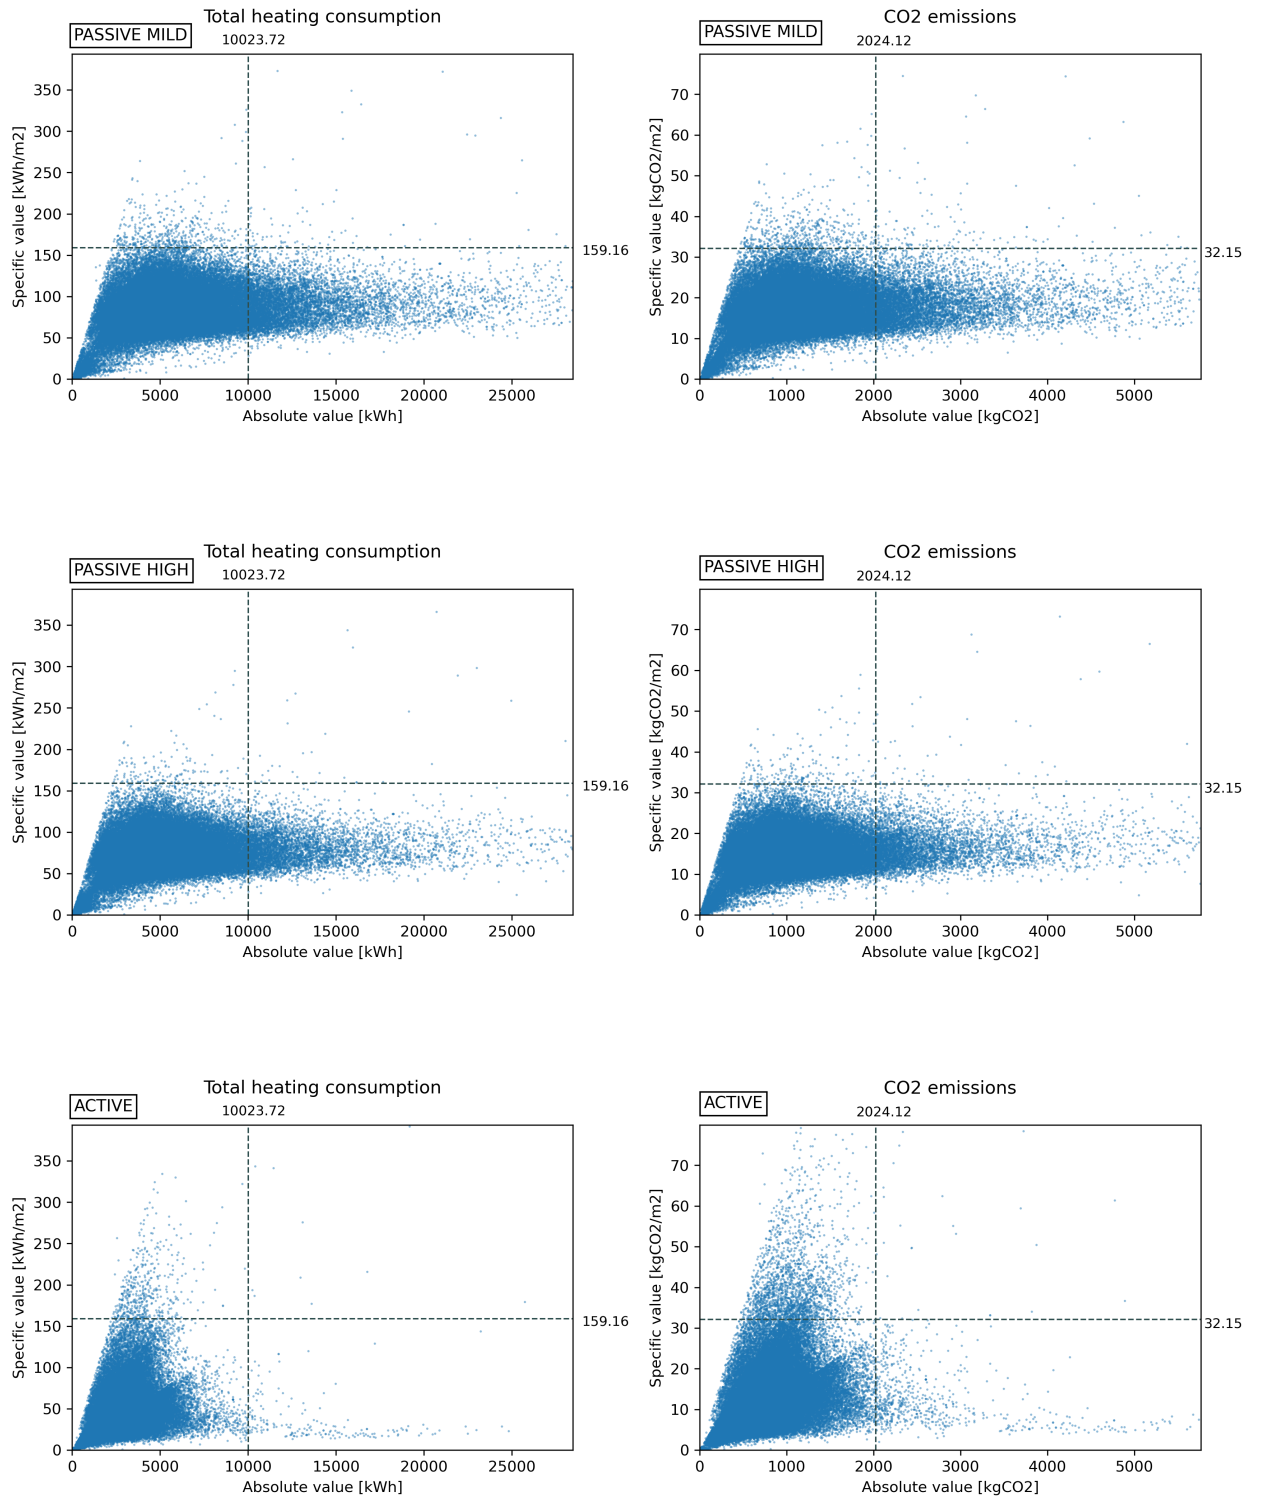 Total heating consumption
PASSIVE MILD
10023.72
350
300
250
200
150
100
50
0
Specific value [kWh/m2]
159.16
0 5000 10000 15000 20000 25000
Absolute value [kWh]
CO2 emissions
PASSIVE MILD
2024.12
70
60
50
40
30
20
10
0
Specific value [kgCO2/m2]
32.15
0 1000 2000 3000 4000 5000
Absolute value [kgCO2]
Total heating consumption
PASSIVE HIGH
10023.72
350
300
250
200
150
100
50
0
Specific value [kWh/m2]
159.16
0 5000 10000 15000 20000 25000
Absolute value [kWh]
CO2 emissions
PASSIVE HIGH
2024.12
70
60
50
40
30
20
10
0
Specific value [kgCO2/m2]
32.15
0 1000 2000 3000 4000 5000
Absolute value [kgCO2]
Total heating consumption
ACTIVE
10023.72
350
300
250
200
150
100
50
0
Specific value [kWh/m2]
159.16
0 5000 10000 15000 20000 25000
Absolute value [kWh]
CO2 emissions
ACTIVE
2024.12
70
60
50
40
30
20
10
0
Specific value [kgCO2/m2]
32.15
0 1000 2000 3000 4000 5000
Absolute value [kgCO2]